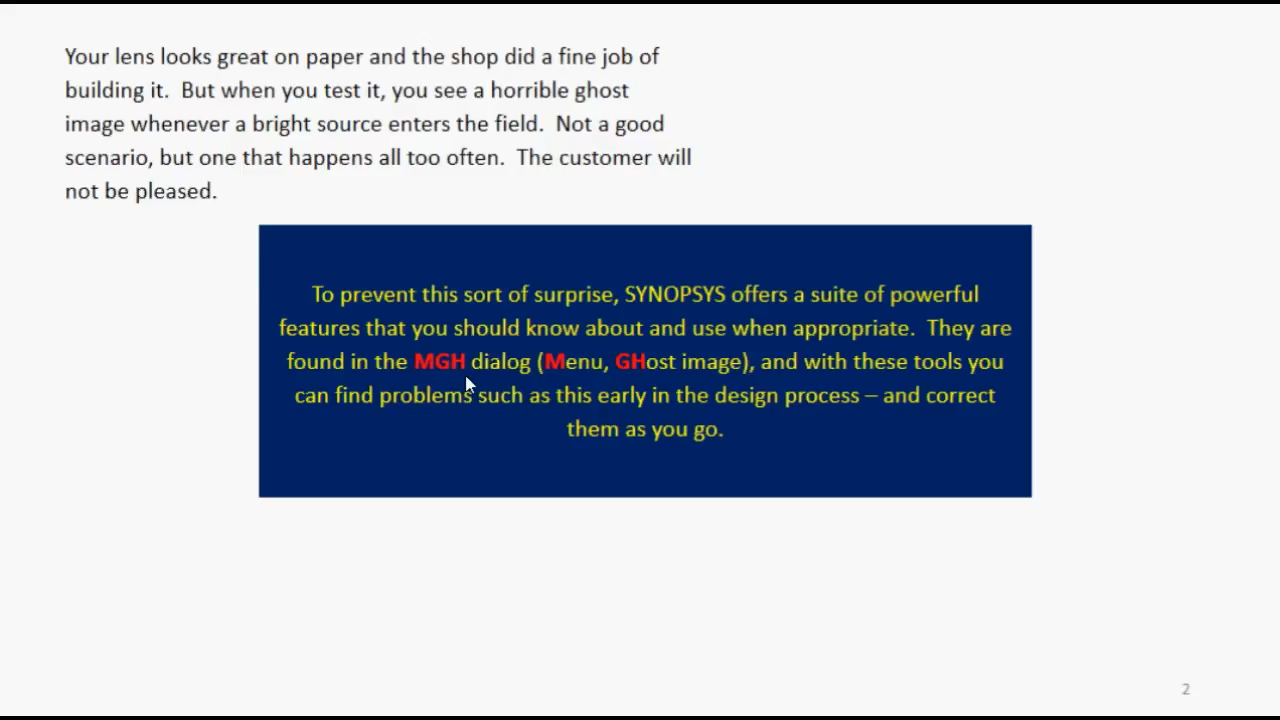 Your lens looks great on paper and the shop did a fine job of
building it.  But when you test it, you see a horrible ghost
image whenever a bright source enters the field.  Not a good
scenario, but one that happens all too often.  The customer will
not be pleased.
To prevent this sort of surprise, SYNOPSYS offers a suite of powerful
features that you should know about and use when appropriate.  They are
found in the MGH dialog (Menu, GHost image), and with these tools you
can find problems such as this early in the design process – and correct
them as you go.
2